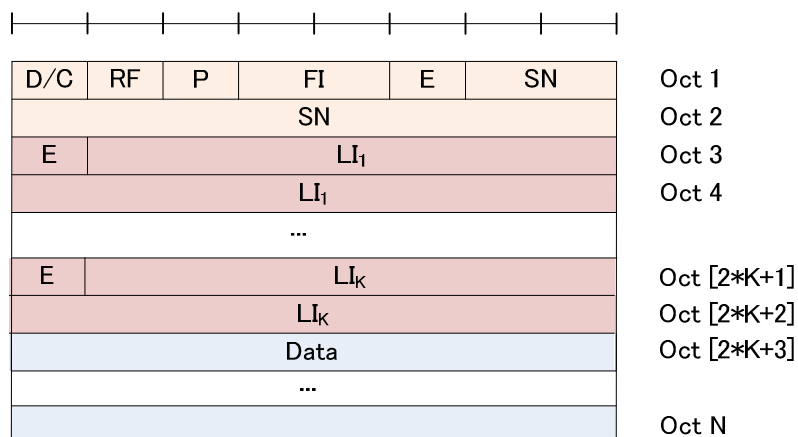 D/C RF P FI E SN Oct 1
SN Oct 2
E LI₁ Oct 3
LI₁ Oct 4
...
E LIK Oct [2*K+1]
LIK Oct [2*K+2]
Data Oct [2*K+3]
...
Oct N